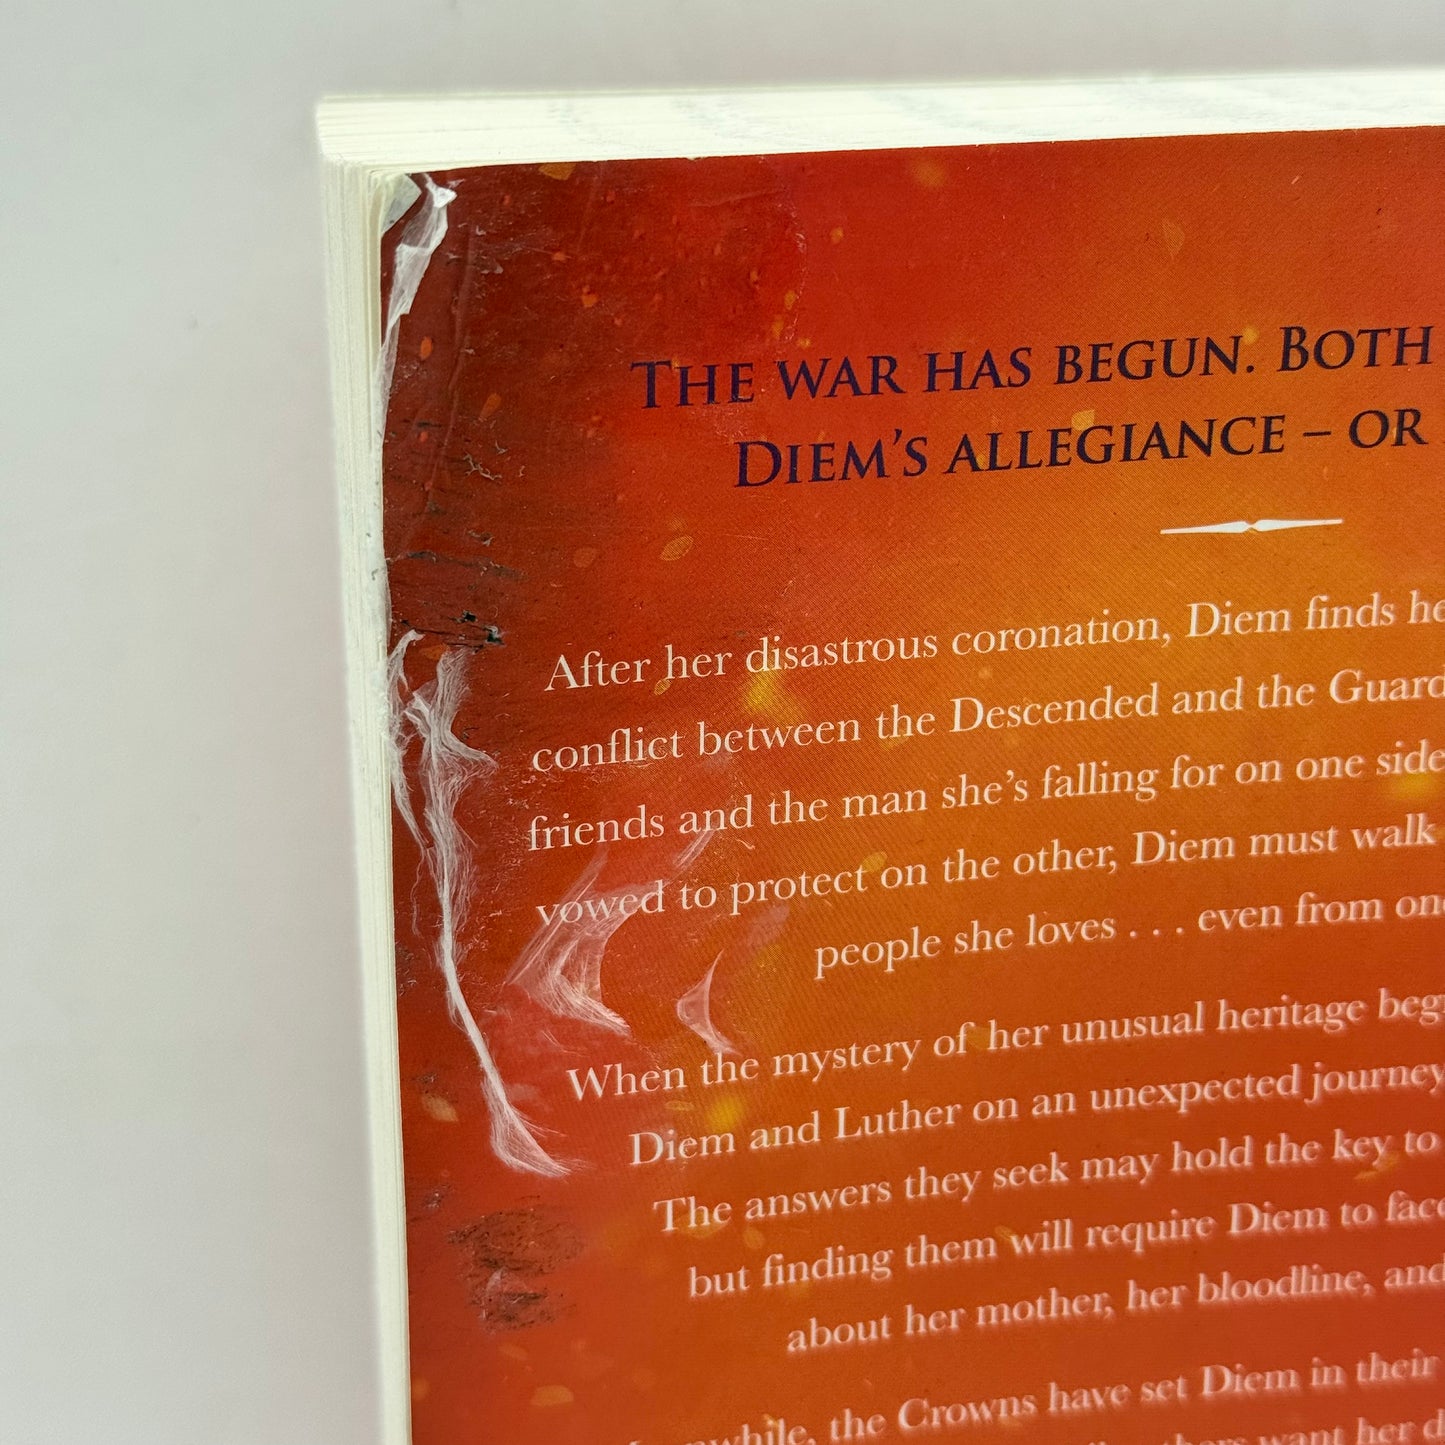 THE WAR HAS BEGUN. BOTH
DIEM'S ALLEGIANCE – OR
After her disastrous coronation, Diem finds he
conflict between the Descended and the Guard
friends and the man she's falling for on one side
vowed to protect on the other, Diem must walk
people she loves . . . even from one
When the mystery of her unusual heritage beg
Diem and Luther on an unexpected journey
The answers they seek may hold the key to
but finding them will require Diem to face
about her mother, her bloodline, and
the Crowns have set Diem in their
want her